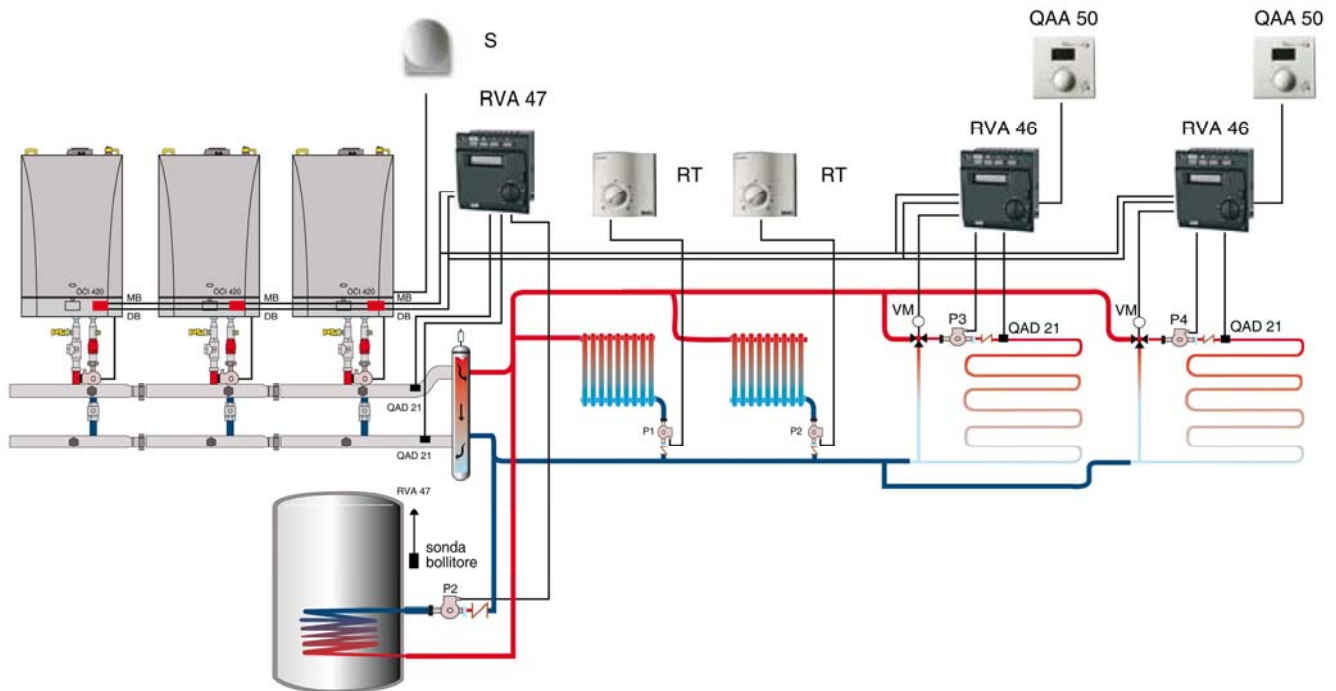 QAA 50
QAA 50
S
RVA 47
RVA 46
RVA 46
RT
RT
OCI 420
OCI 420
OCI 420
MB
DB
MB
DB
MB
DB
VM
P3
QAD 21
VM
P4
QAD 21
QAD 21
P1
P2
QAD 21
RVA 47
sonda
bollitore
P2